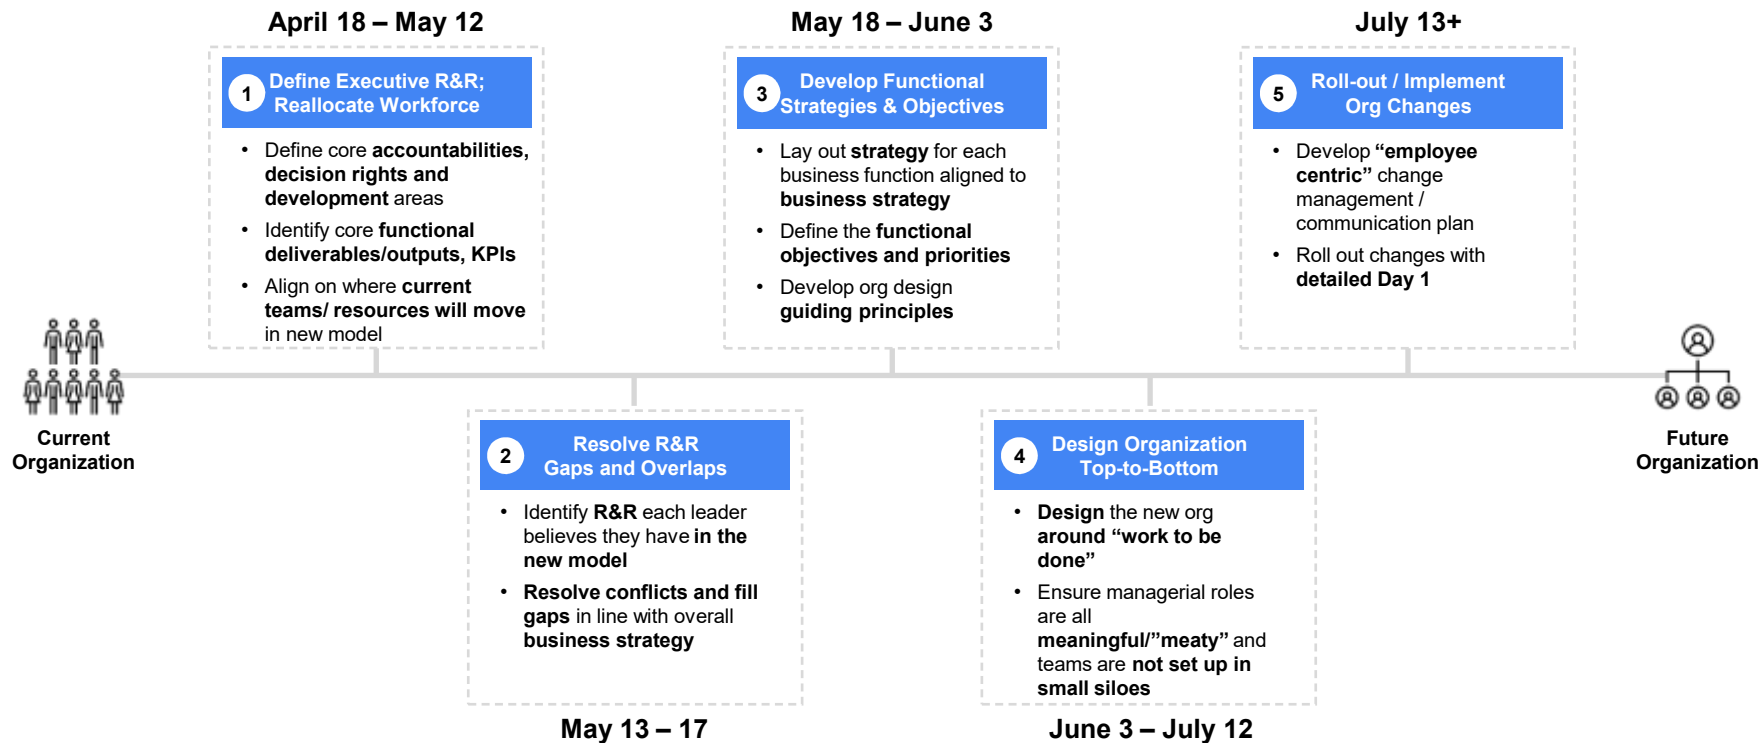 April 18 – May 12
1
Define Executive R&R;
Reallocate Workforce
• Define core accountabilities,
decision rights and
development areas
• Identify core functional
deliverables/outputs, KPIs
• Align on where current
teams/ resources will move
in new model
May 18 – June 3
3
Develop Functional
Strategies & Objectives
• Lay out strategy for each
business function aligned to
business strategy
• Define the functional
objectives and priorities
• Develop org design
guiding principles
July 13+
5
Roll-out / Implement
Org Changes
• Develop “employee
centric” change
management /
communication plan
• Roll out changes with
detailed Day 1
Current
Organization
2
Resolve R&R
Gaps and Overlaps
• Identify R&R each leader
believes they have in the
new model
• Resolve conflicts and fill
gaps in line with overall
business strategy
May 13 – 17
4
Design Organization
Top-to-Bottom
• Design the new org
around “work to be
done”
• Ensure managerial roles
are all
meaningful/”meaty” and
teams are not set up in
small siloes
June 3 – July 12
Future
Organization